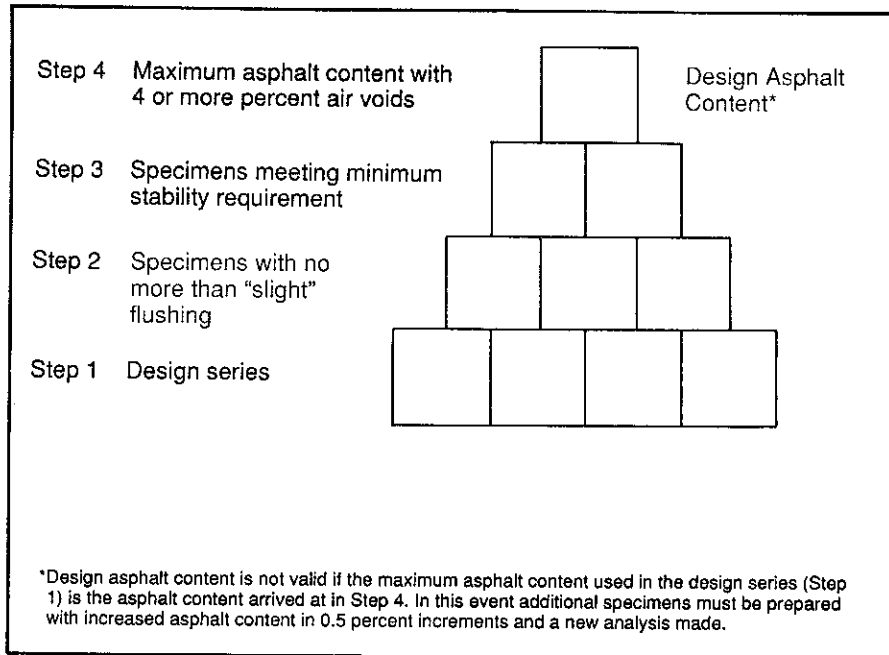 Step 4 Maximum asphalt content with
4 or more percent air voids
Design Asphalt
Content*
Step 3 Specimens meeting minimum
stability requirement
Step 2 Specimens with no
more than “slight”
flushing
Step 1 Design series
*Design asphalt content is not valid if the maximum asphalt content used in the design series (Step
1) is the asphalt content arrived at in Step 4. In this event additional specimens must be prepared
with increased asphalt content in 0.5 percent increments and a new analysis made.